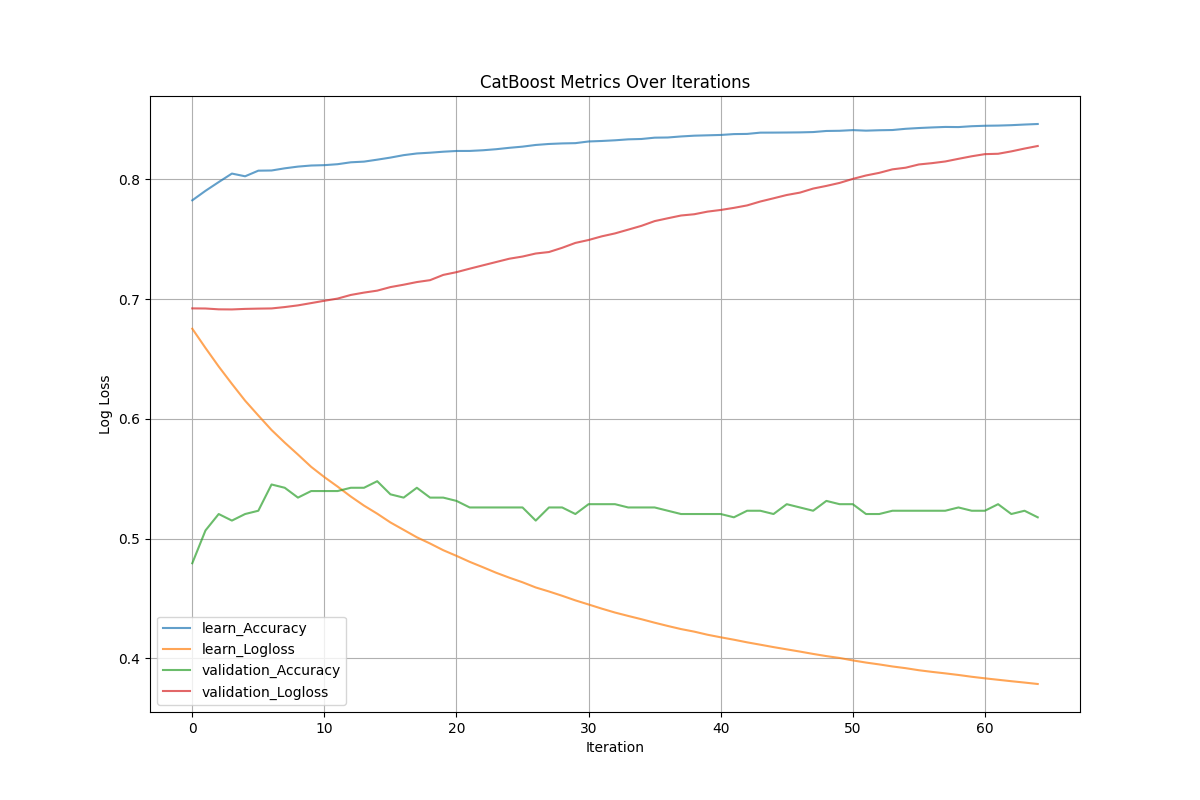 CatBoost Metrics Over Iterations
Log Loss
0.8
0.7
0.6
0.5
0.4
learn_Accuracy
learn_Logloss
validation_Accuracy
validation_Logloss
0 10 20 30 40 50 60
Iteration